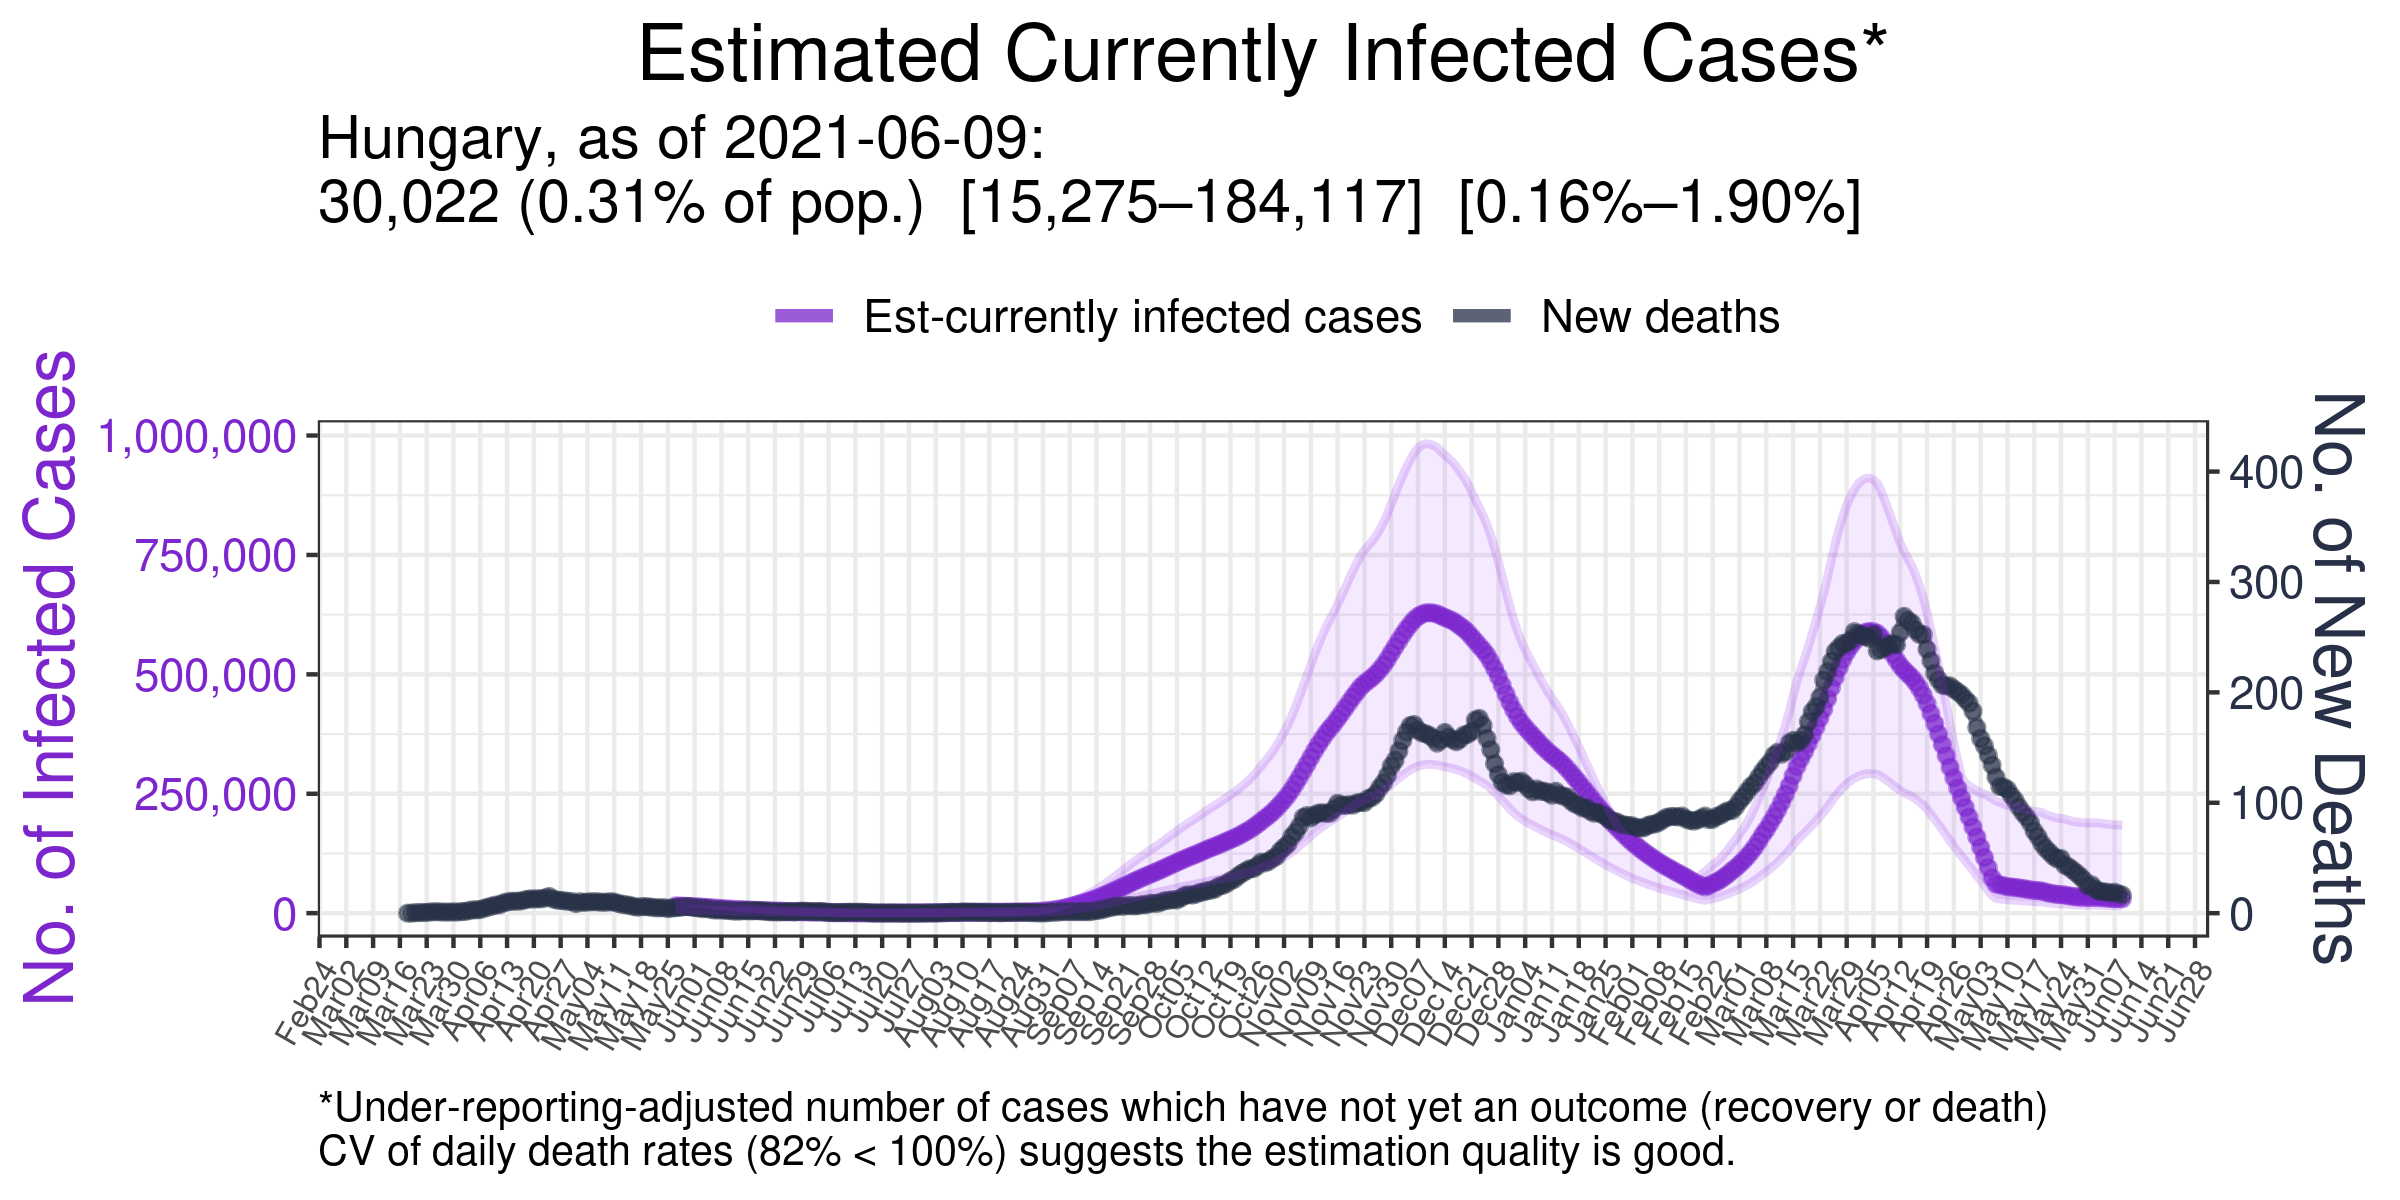 Estimated Currently Infected Cases*
Hungary, as of 2021-06-09:
30,022 (0.31% of pop.)  [15,275–184,117]  [0.16%–1.90%]
Est-currently infected cases
New deaths
No. of Infected Cases
1,000,000
750,000
500,000
250,000
0
No. of New Deaths
400
300
200
100
0
Feb24
Mar02
Mar09
Mar16
Mar23
Mar30
Apr06
Apr13
Apr20
Apr27
May04
May11
May18
May25
Jun01
Jun08
Jun15
Jun22
Jun29
Jul06
Jul13
Jul20
Jul27
Aug03
Aug10
Aug17
Aug24
Aug31
Sep07
Sep14
Sep21
Sep28
Oct05
Oct12
Oct19
Oct26
Nov02
Nov09
Nov16
Nov23
Nov30
Dec07
Dec14
Dec21
Dec28
Jan04
Jan11
Jan18
Jan25
Feb01
Feb08
Feb15
Feb22
Mar01
Mar08
Mar15
Mar22
Mar29
Apr05
Apr12
Apr19
Apr26
May03
May10
May17
May24
May31
Jun07
Jun14
Jun21
Jun28
*Under-reporting-adjusted number of cases which have not yet an outcome (recovery or death)
CV of daily death rates (82% < 100%) suggests the estimation quality is good.